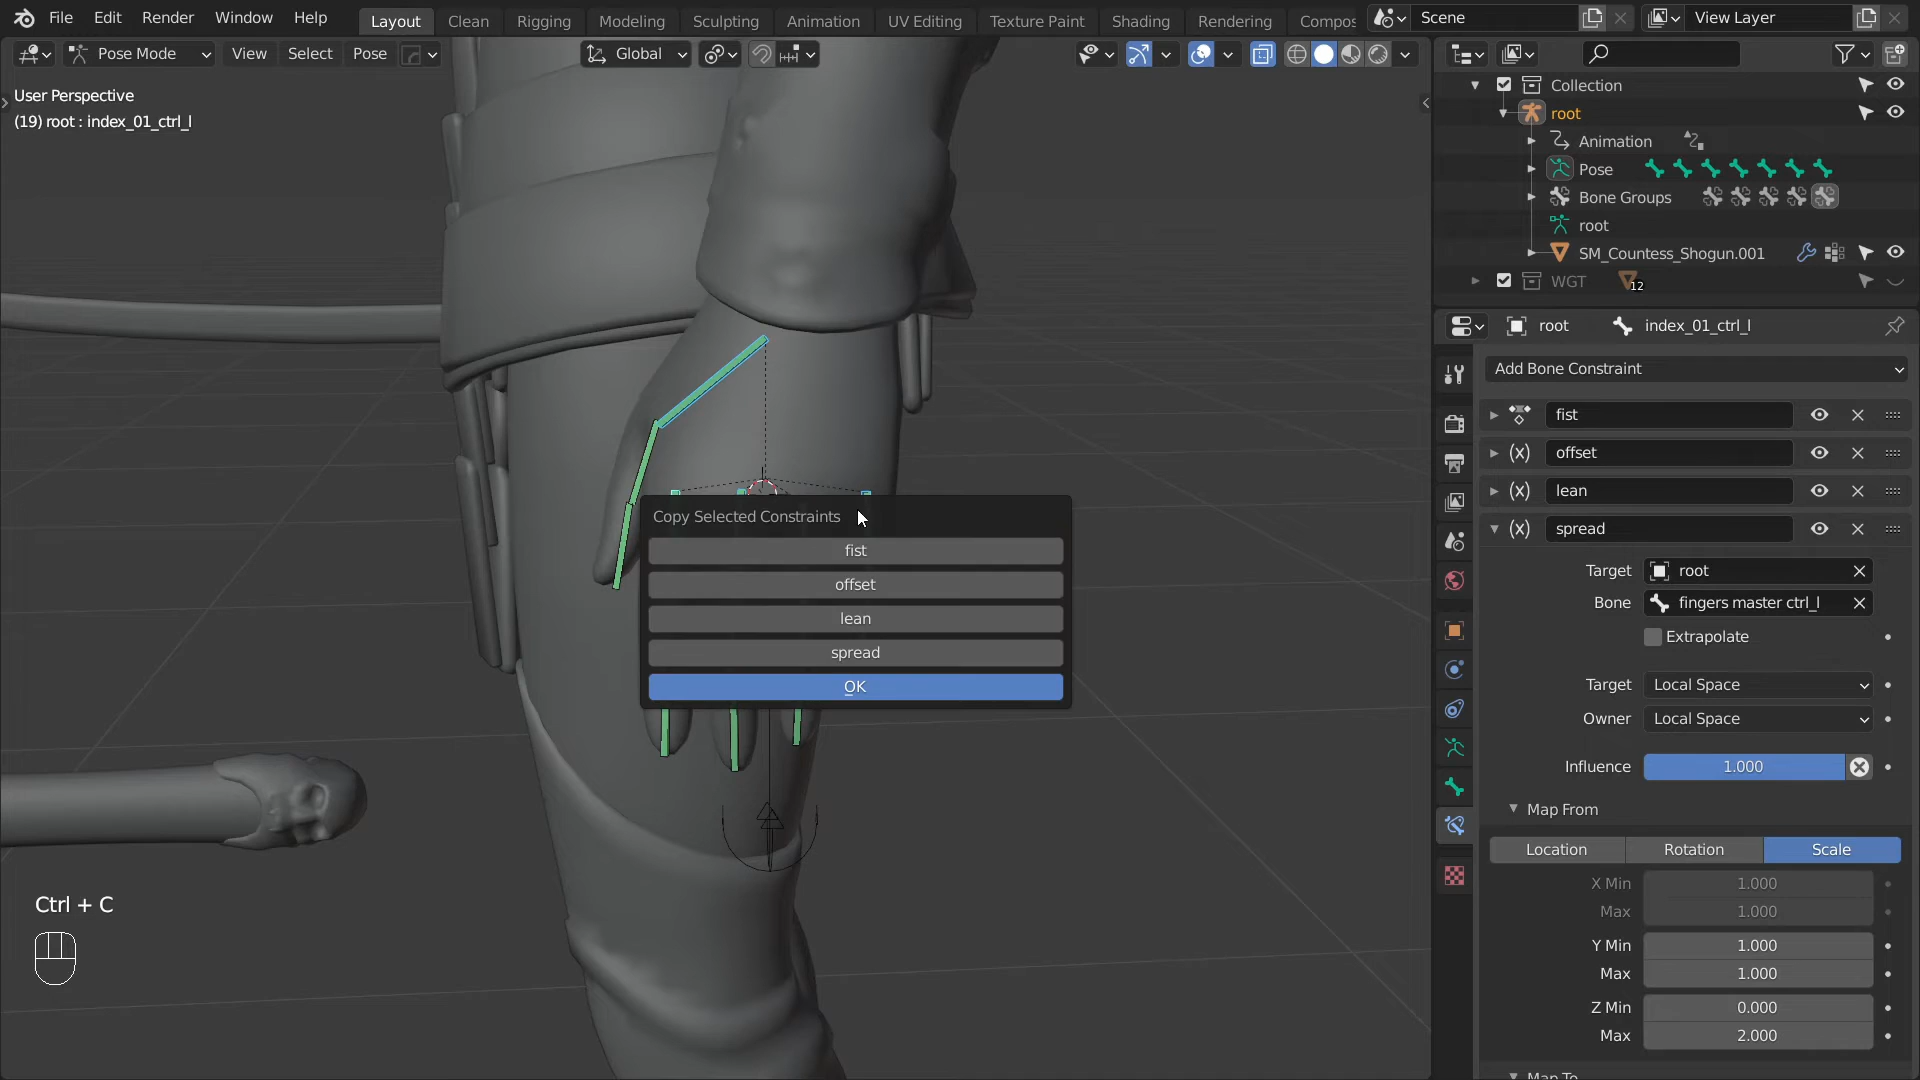 File Edit Render Window Help Layout Clean Rigging Modeling Sculpting Animation UV Editing Texture Paint Shading Rendering Compos Scene View Layer
Pose Mode View Select Pose Global
User Perspective
(19) root : index_01_ctrl_l
Collection
root
Animation
Pose
Bone Groups
root
SM_Countess_Shogun.001
WGT 12
root index_01_ctrl_l
Add Bone Constraint
fist
offset
lean
spread
Target root
Bone fingers master ctrl_l
Extrapolate
Target Local Space
Owner Local Space
Influence 1.000
Map From
Location Rotation Scale
X Min 1.000
Max 1.000
Y Min 1.000
Max 1.000
Z Min 0.000
Max 2.000
Map To
Copy Selected Constraints
fist
offset
lean
spread
OK
Ctrl + C